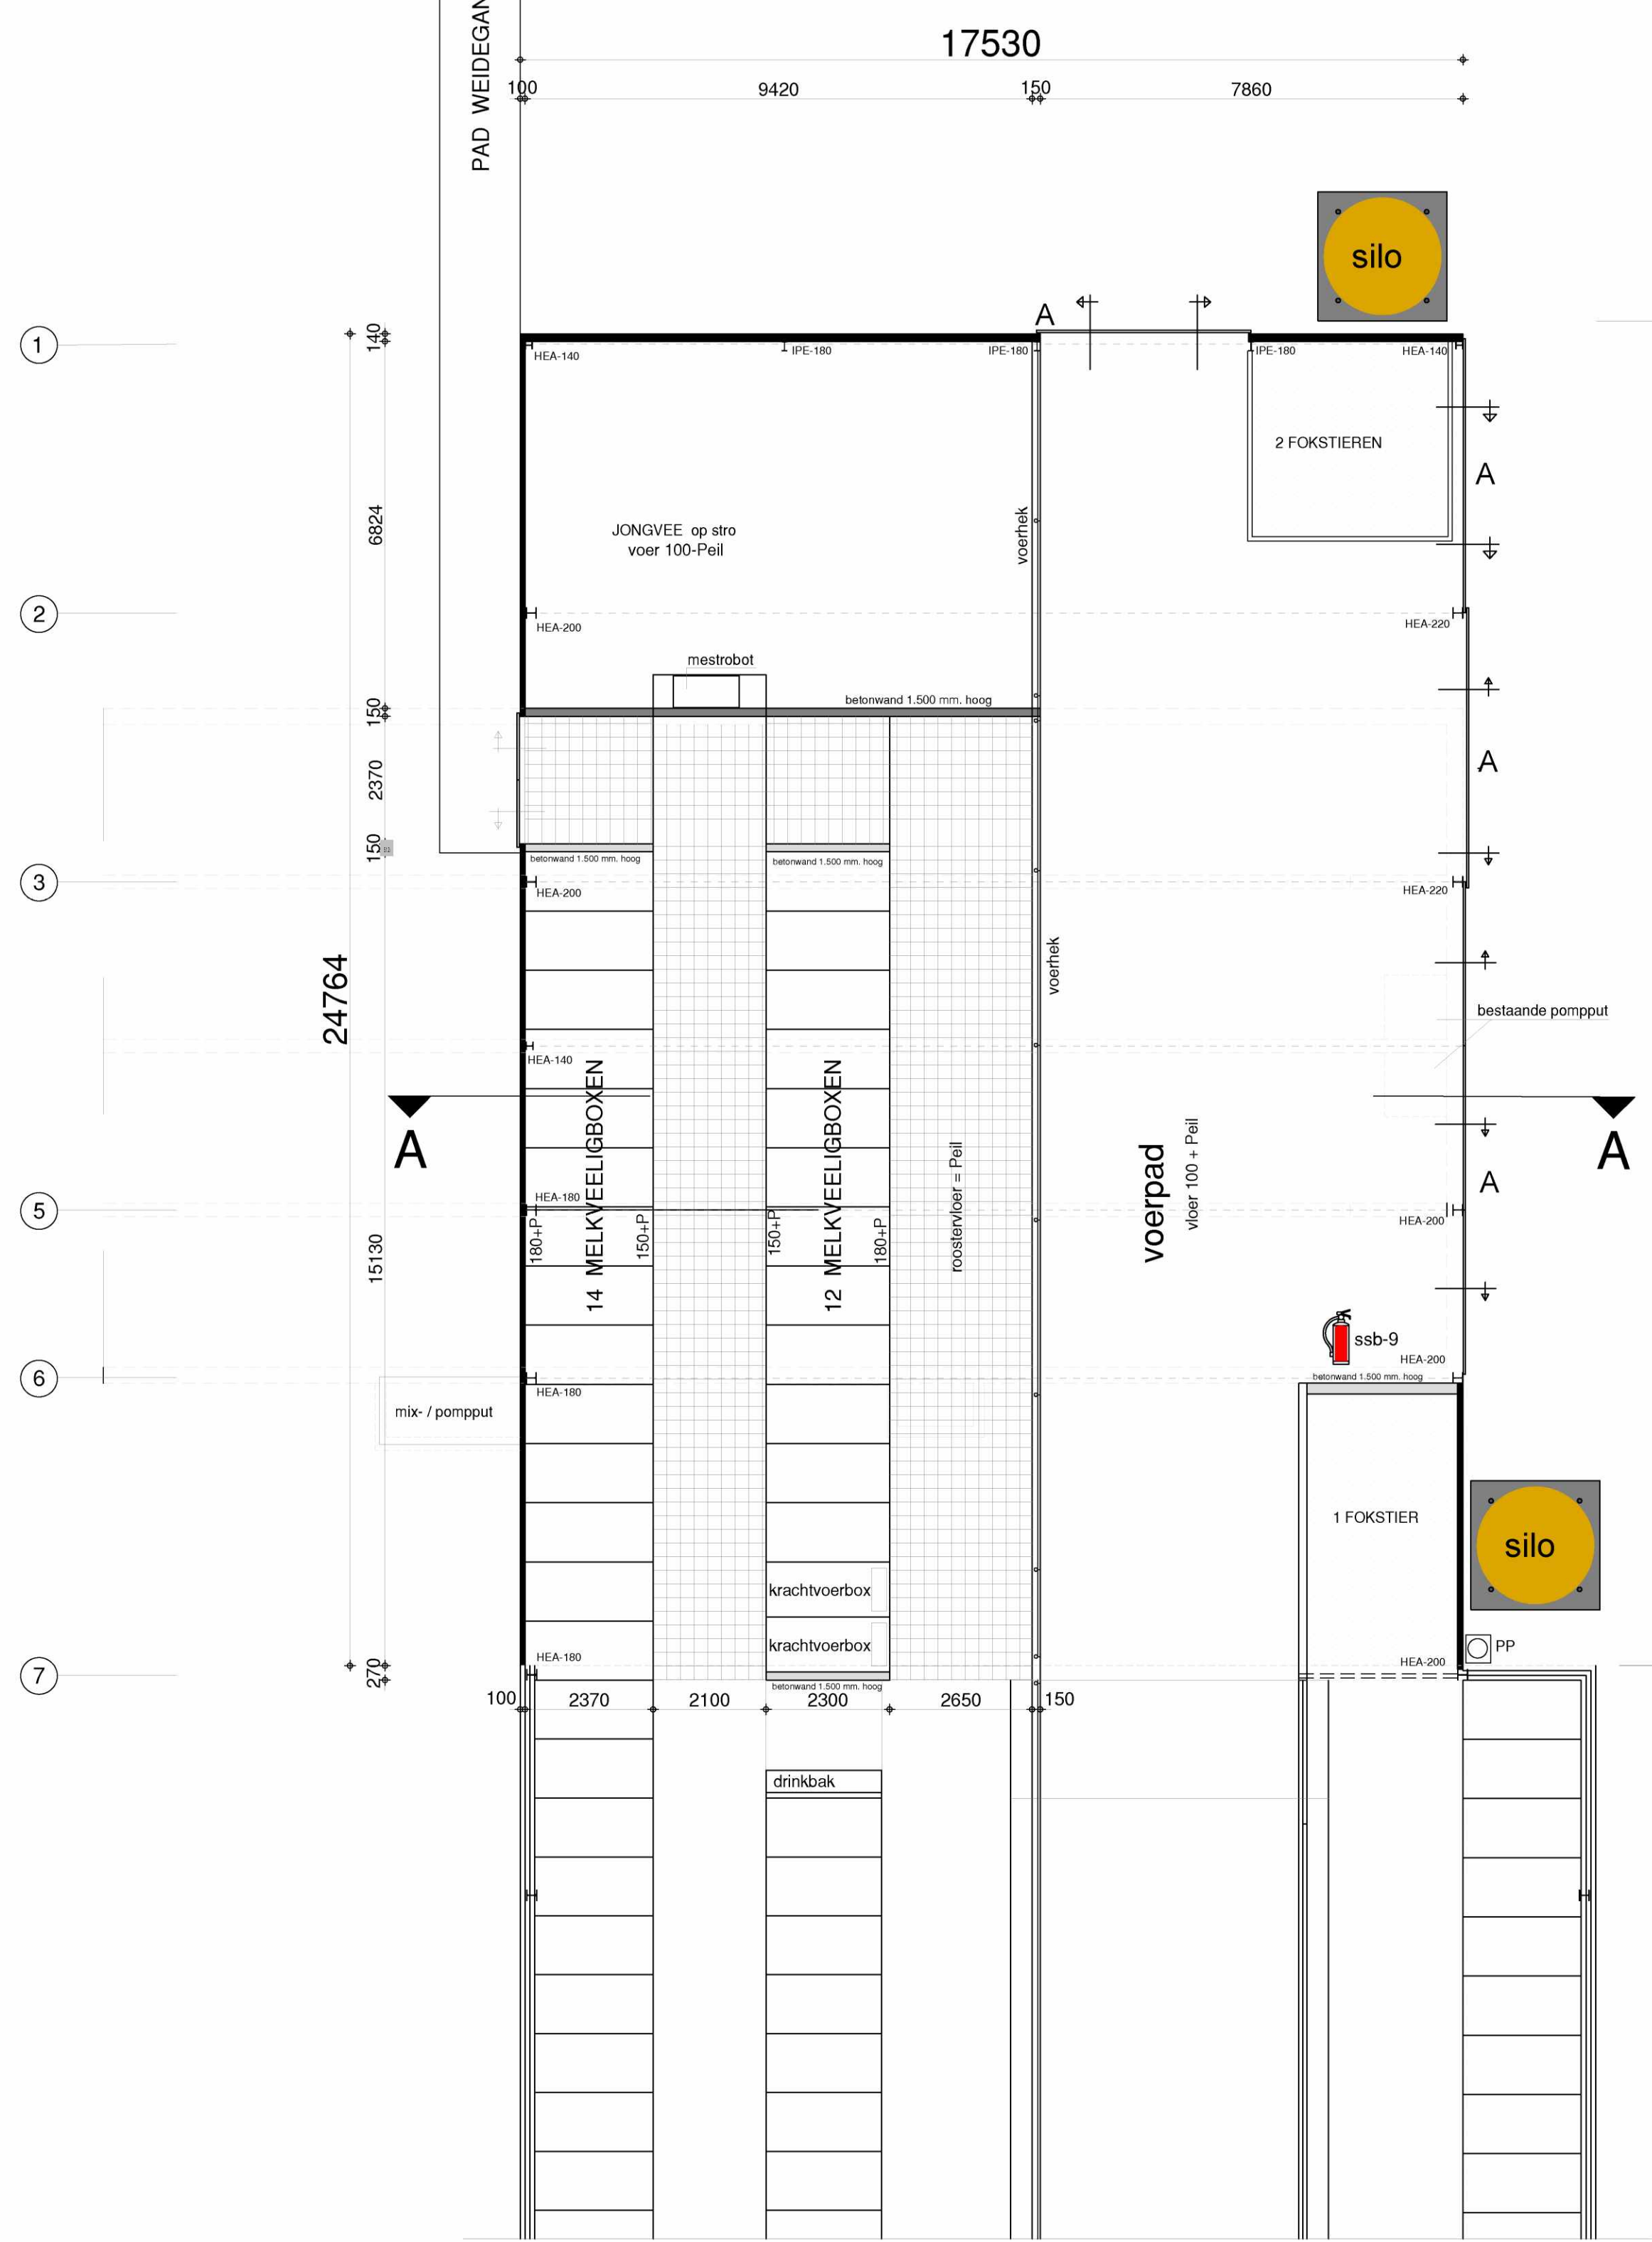 PAD WEIDEGAN
17530
100
9420
150
7860
silo
A
1
140
HEA-140
IPE-180
IPE-180
IPE-180
HEA-140
2 FOKSTIEREN
A
6824
JONGVEE op stro
voer 100-Peil
voerhek
2
HEA-200
HEA-220
mestrobot
betonwand 1.500 mm. hoog
150
2370
A
150
betonwand 1.500 mm. hoog
betonwand 1.500 mm. hoog
3
HEA-200
HEA-220
24764
voerhek
bestaande pompput
HEA-140
14 MELKVEELIGBOXEN
12 MELKVEELIGBOXEN
A
A
roostervloer = Peil
voerpad
vloer 100 + Peil
A
5
HEA-180
180+P
150+P
150+P
180+P
HEA-200
15130
ssb-9
HEA-200
6
HEA-180
betonwand 1.500 mm. hoog
mix- / pompput
1 FOKSTIER
silo
krachtvoerbox
krachtvoerbox
PP
7
270
HEA-180
HEA-200
betonwand 1.500 mm. hoog
100
2370
2100
2300
2650
150
drinkbak